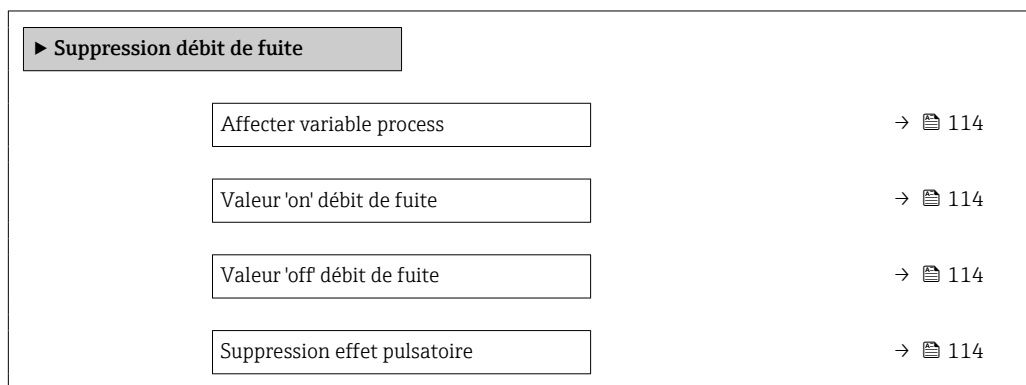 ▶ Suppression débit de fuite
Affecter variable process → 114
Valeur 'on' débit de fuite → 114
Valeur 'off' débit de fuite → 114
Suppression effet pulsatoire → 114